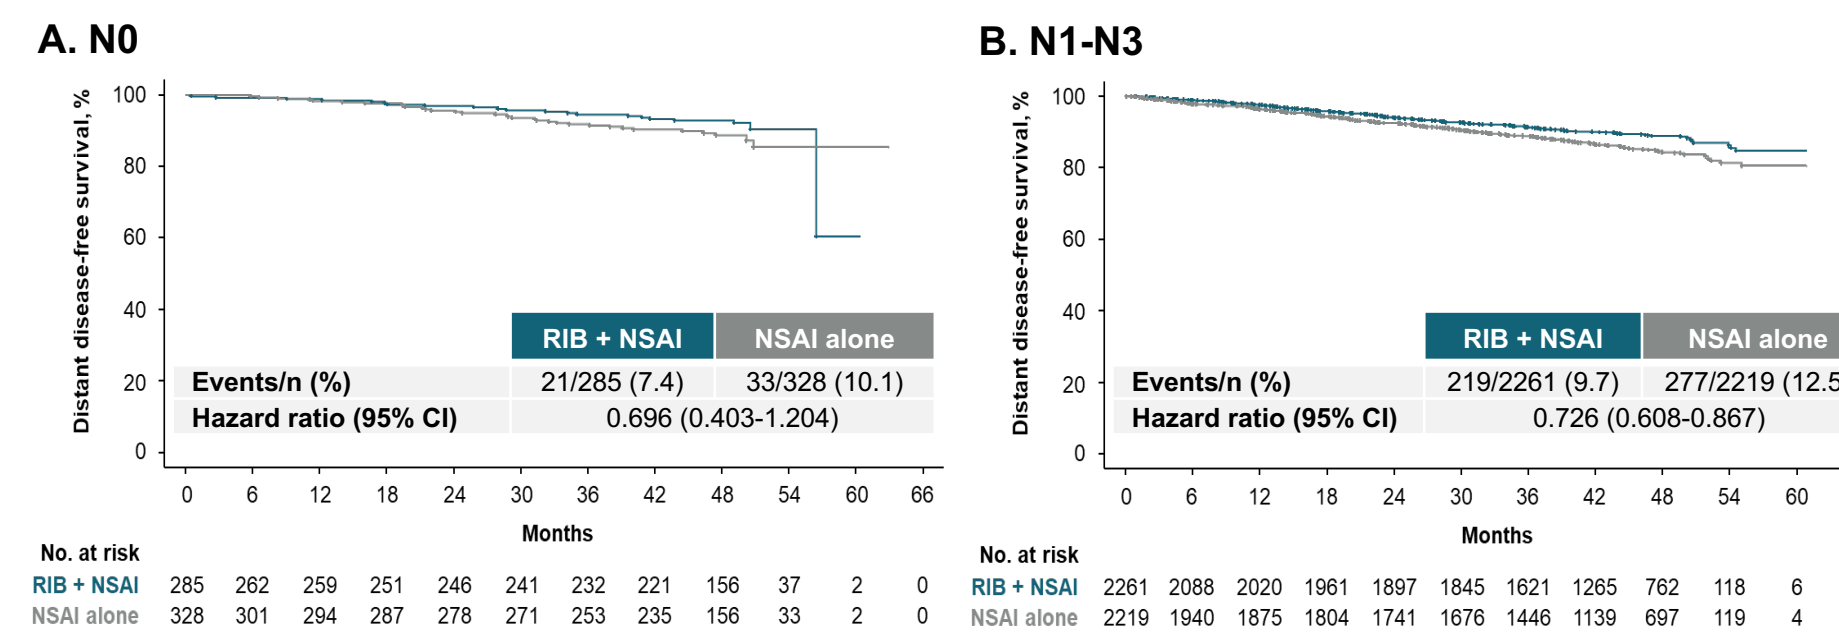 A. N0
Distant disease-free survival, %
100
80
60
40
20
0
RIB + NSAI NSAI alone
Events/n (%) 21/285 (7.4) 33/328 (10.1)
Hazard ratio (95% CI) 0.696 (0.403-1.204)
0 6 12 18 24 30 36 42 48 54 60 66
Months
No. at risk
RIB + NSAI 285 262 259 251 246 241 232 221 156 37 2 0
NSAI alone 328 301 294 287 278 271 253 235 156 33 2 0
B. N1-N3
Distant disease-free survival, %
100
80
60
40
20
0
RIB + NSAI NSAI alone
Events/n (%) 219/2261 (9.7) 277/2219 (12.5
Hazard ratio (95% CI) 0.726 (0.608-0.867)
0 6 12 18 24 30 36 42 48 54 60
Months
No. at risk
RIB + NSAI 2261 2088 2020 1961 1897 1845 1621 1265 762 118 6
NSAI alone 2219 1940 1875 1804 1741 1676 1446 1139 697 119 4